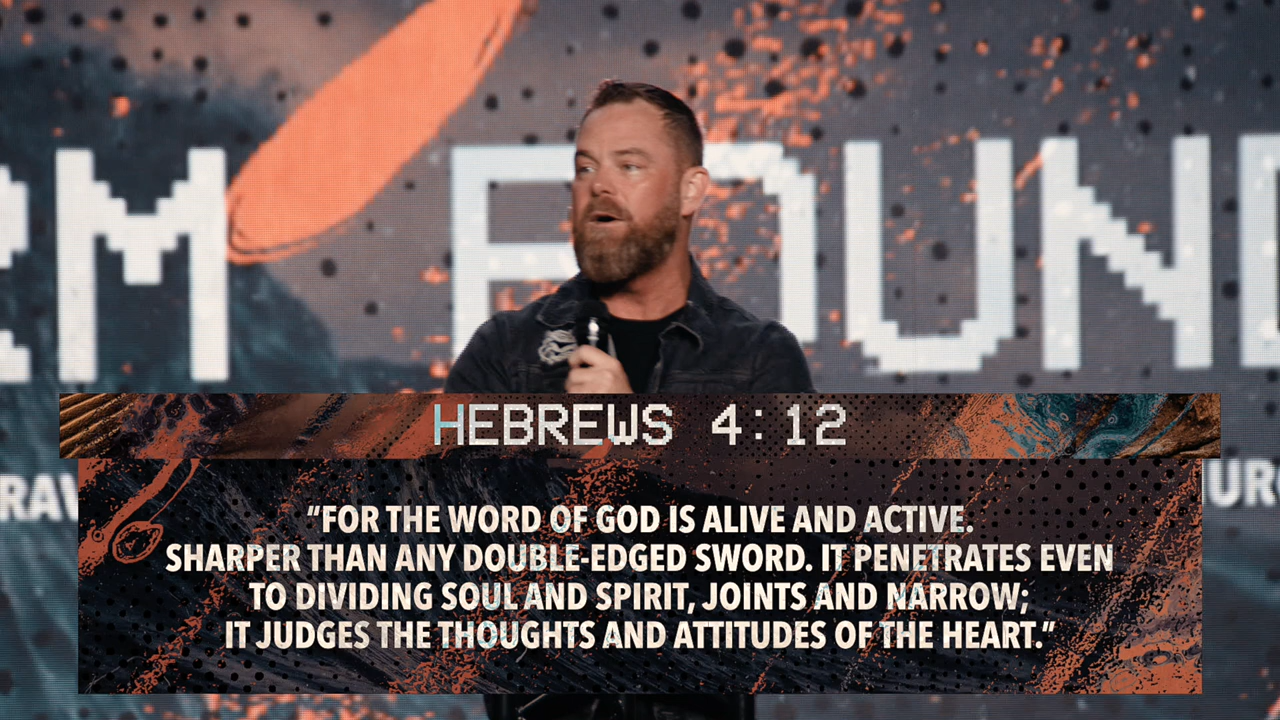 HEBREWS 4:12
“FOR THE WORD OF GOD IS ALIVE AND ACTIVE.
SHARPER THAN ANY DOUBLE-EDGED SWORD. IT PENETRATES EVEN
TO DIVIDING SOUL AND SPIRIT, JOINTS AND NARROW;
IT JUDGES THE THOUGHTS AND ATTITUDES OF THE HEART.”